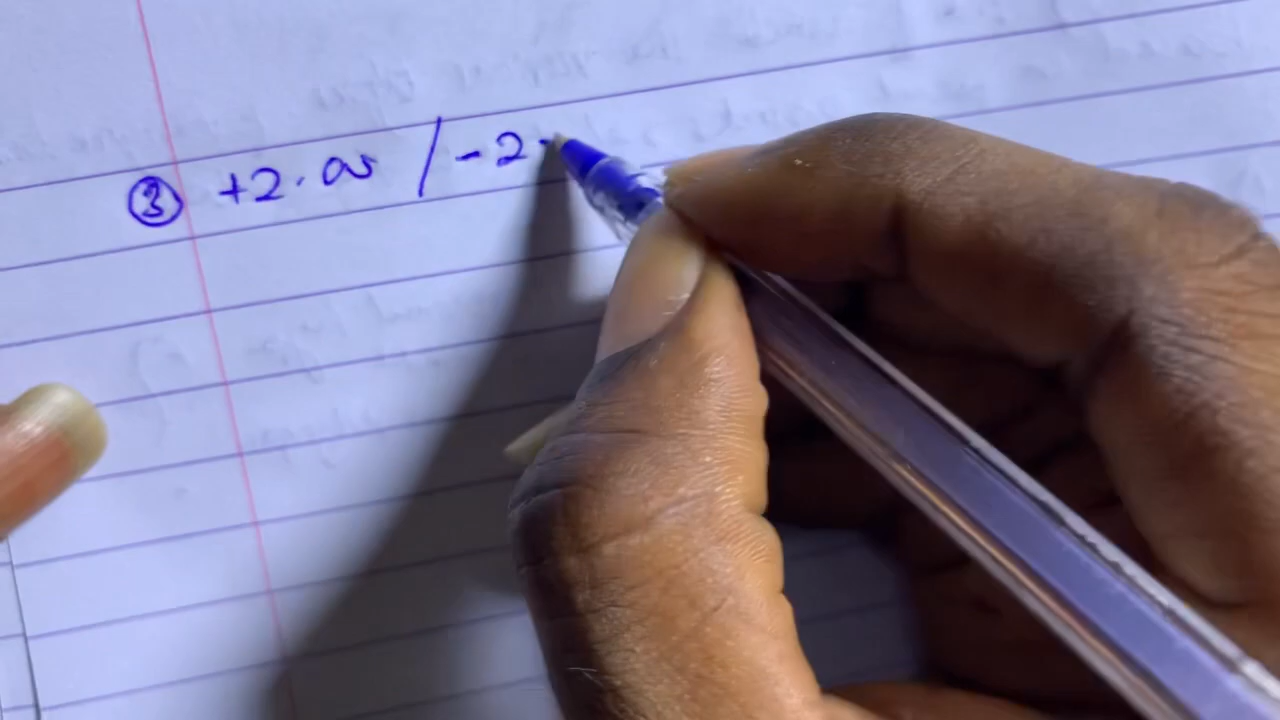 ③ +2.00 / -2.